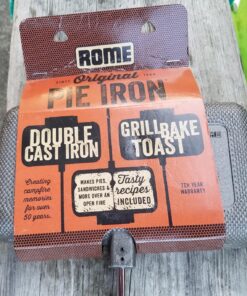 ROME
SINCE
Original
PIE IRON
DOUBLE
CAST IRON
GRILL BAKE
TOAST
Creating
campfire
memories
for over
50 years.
MAKES PIES,
SANDWICHES &
MORE OVER AN
OPEN FIRE
Tasty
recipes
INCLUDED
TEN YEAR
WARRANTY